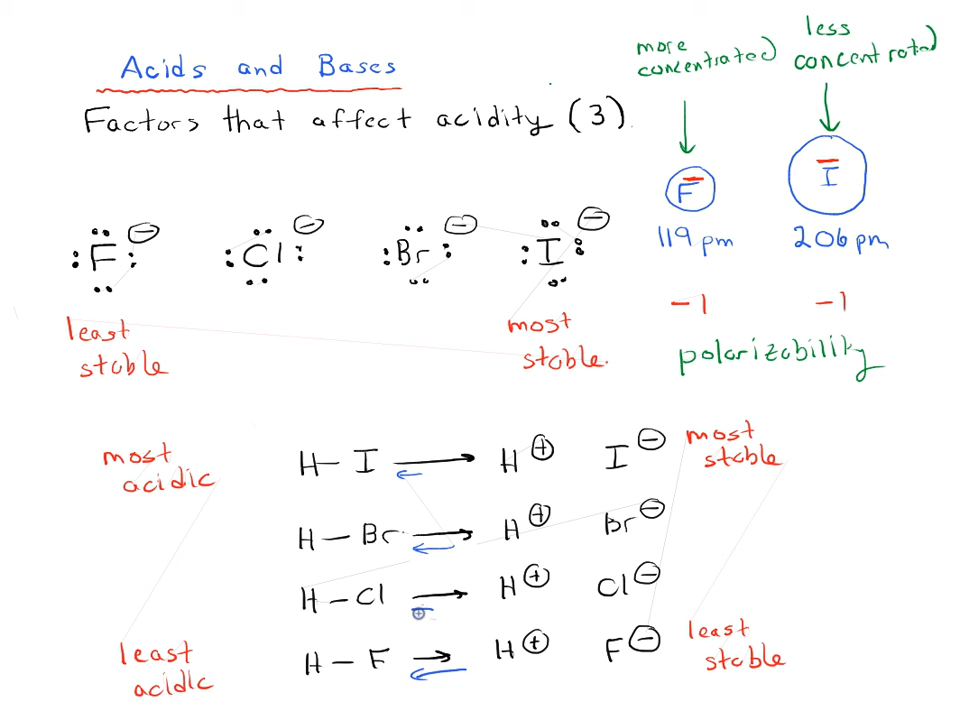 Acids and Bases
Factors that affect acidity (3)
more concentrated
less concentrated
F⁻
I⁻
119 pm
206 pm
F ⊖
Cl ⊖
Br ⊖
I ⊖
least stable
most stable.
-1
-1
polarizability
most acidic
H-I → H⊕ I⊖
most stable
H-Br → H⊕ Br⊖
H-Cl → H⊕ Cl⊖
least acidic
H-F → H⊕ F⊖
least stable